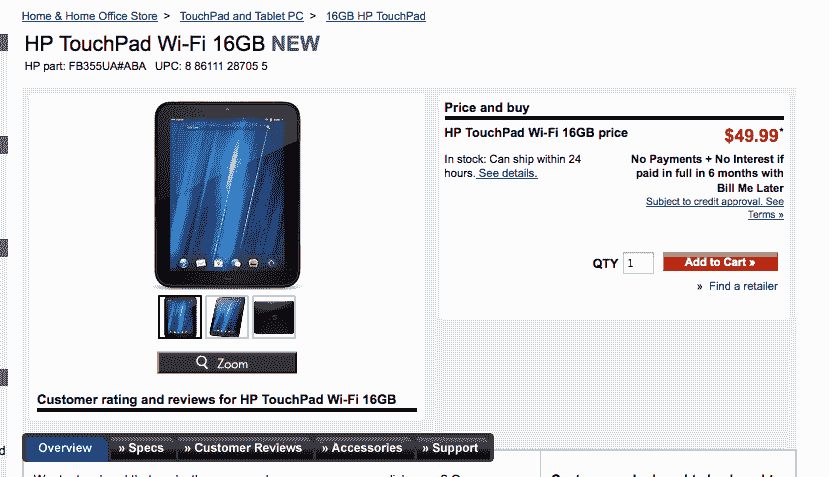 Home & Home Office Store > TouchPad and Tablet PC > 16GB HP TouchPad
HP TouchPad Wi-Fi 16GB NEW
HP part: FB355UA#ABA UPC: 8 86111 28705 5
Price and buy
HP TouchPad Wi-Fi 16GB price
$49.99*
In stock: Can ship within 24
hours. See details.
No Payments + No Interest if
paid in full in 6 months with
Bill Me Later
Subject to credit approval. See
Terms »
QTY 1 Add to Cart »
» Find a retailer
Zoom
Customer rating and reviews for HP TouchPad Wi-Fi 16GB
Overview » Specs » Customer Reviews » Accessories » Support